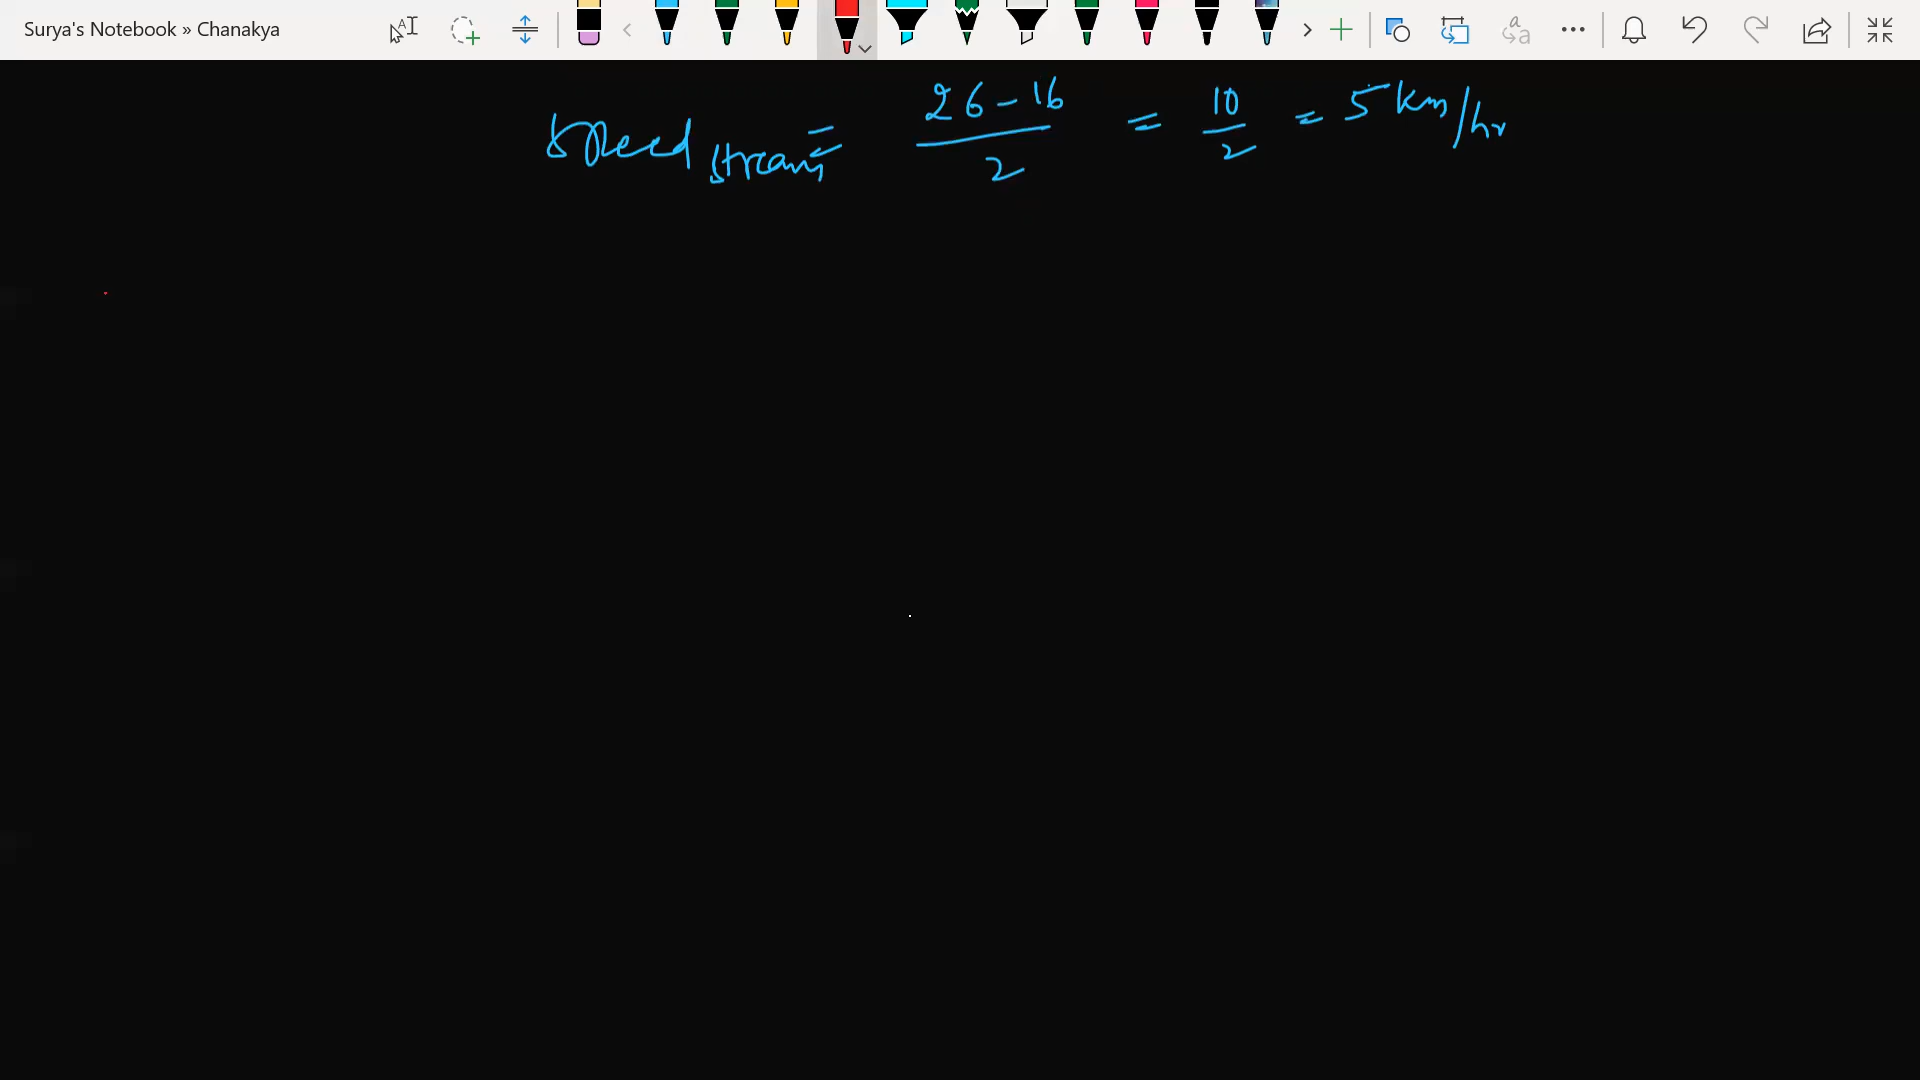 Surya's Notebook » Chanakya
Speed stream = 26-16 / 2 = 10 / 2 = 5 km/hr